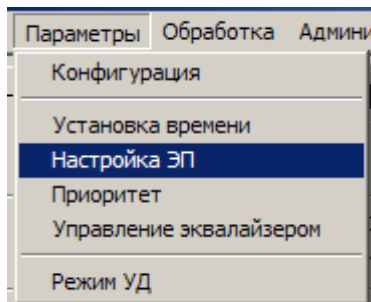 Параметры Обработка Админи
Конфигурация
Установка времени
Настройка ЭП
Приоритет
Управление эквалайзером
Режим УД